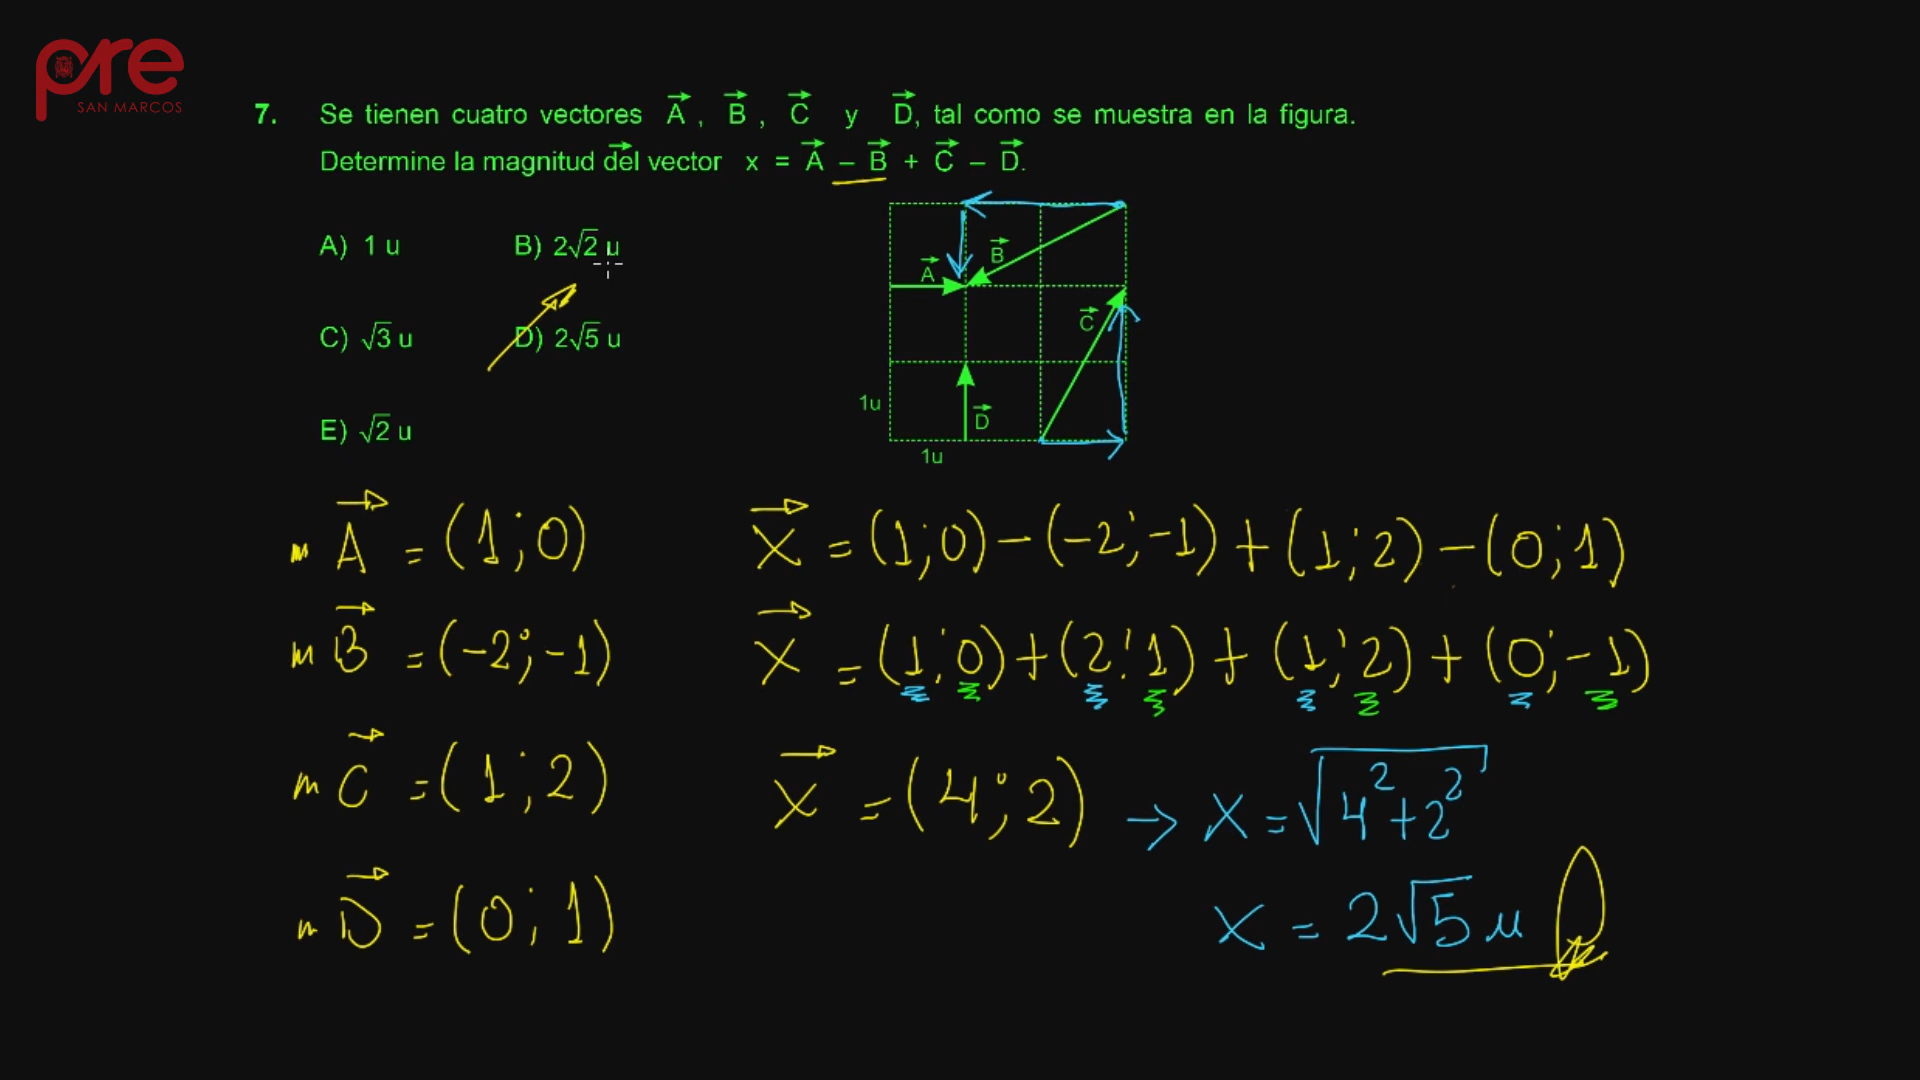 pre
SAN MARCOS
7. Se tienen cuatro vectores A⃗ , B⃗ , C⃗ y D⃗, tal como se muestra en la figura.
Determine la magnitud del⃗ vector x = A⃗ – B⃗ + C⃗ – D⃗.
A) 1 u B) 2√2 u
C) √3 u D) 2√5 u
E) √2 u
A⃗
B⃗
C⃗
1u
D⃗
1u
A⃗ = (1;0)
X⃗ = (1;0) - (-2;-1) + (1;2) - (0;1)
B⃗ = (-2;-1)
X⃗ = (1;0) + (2;1) + (1;2) + (0;-1)
C⃗ = (1;2)
X⃗ = (4;2) → X = √4²+2²
D⃗ = (0;1)
X = 2√5 u